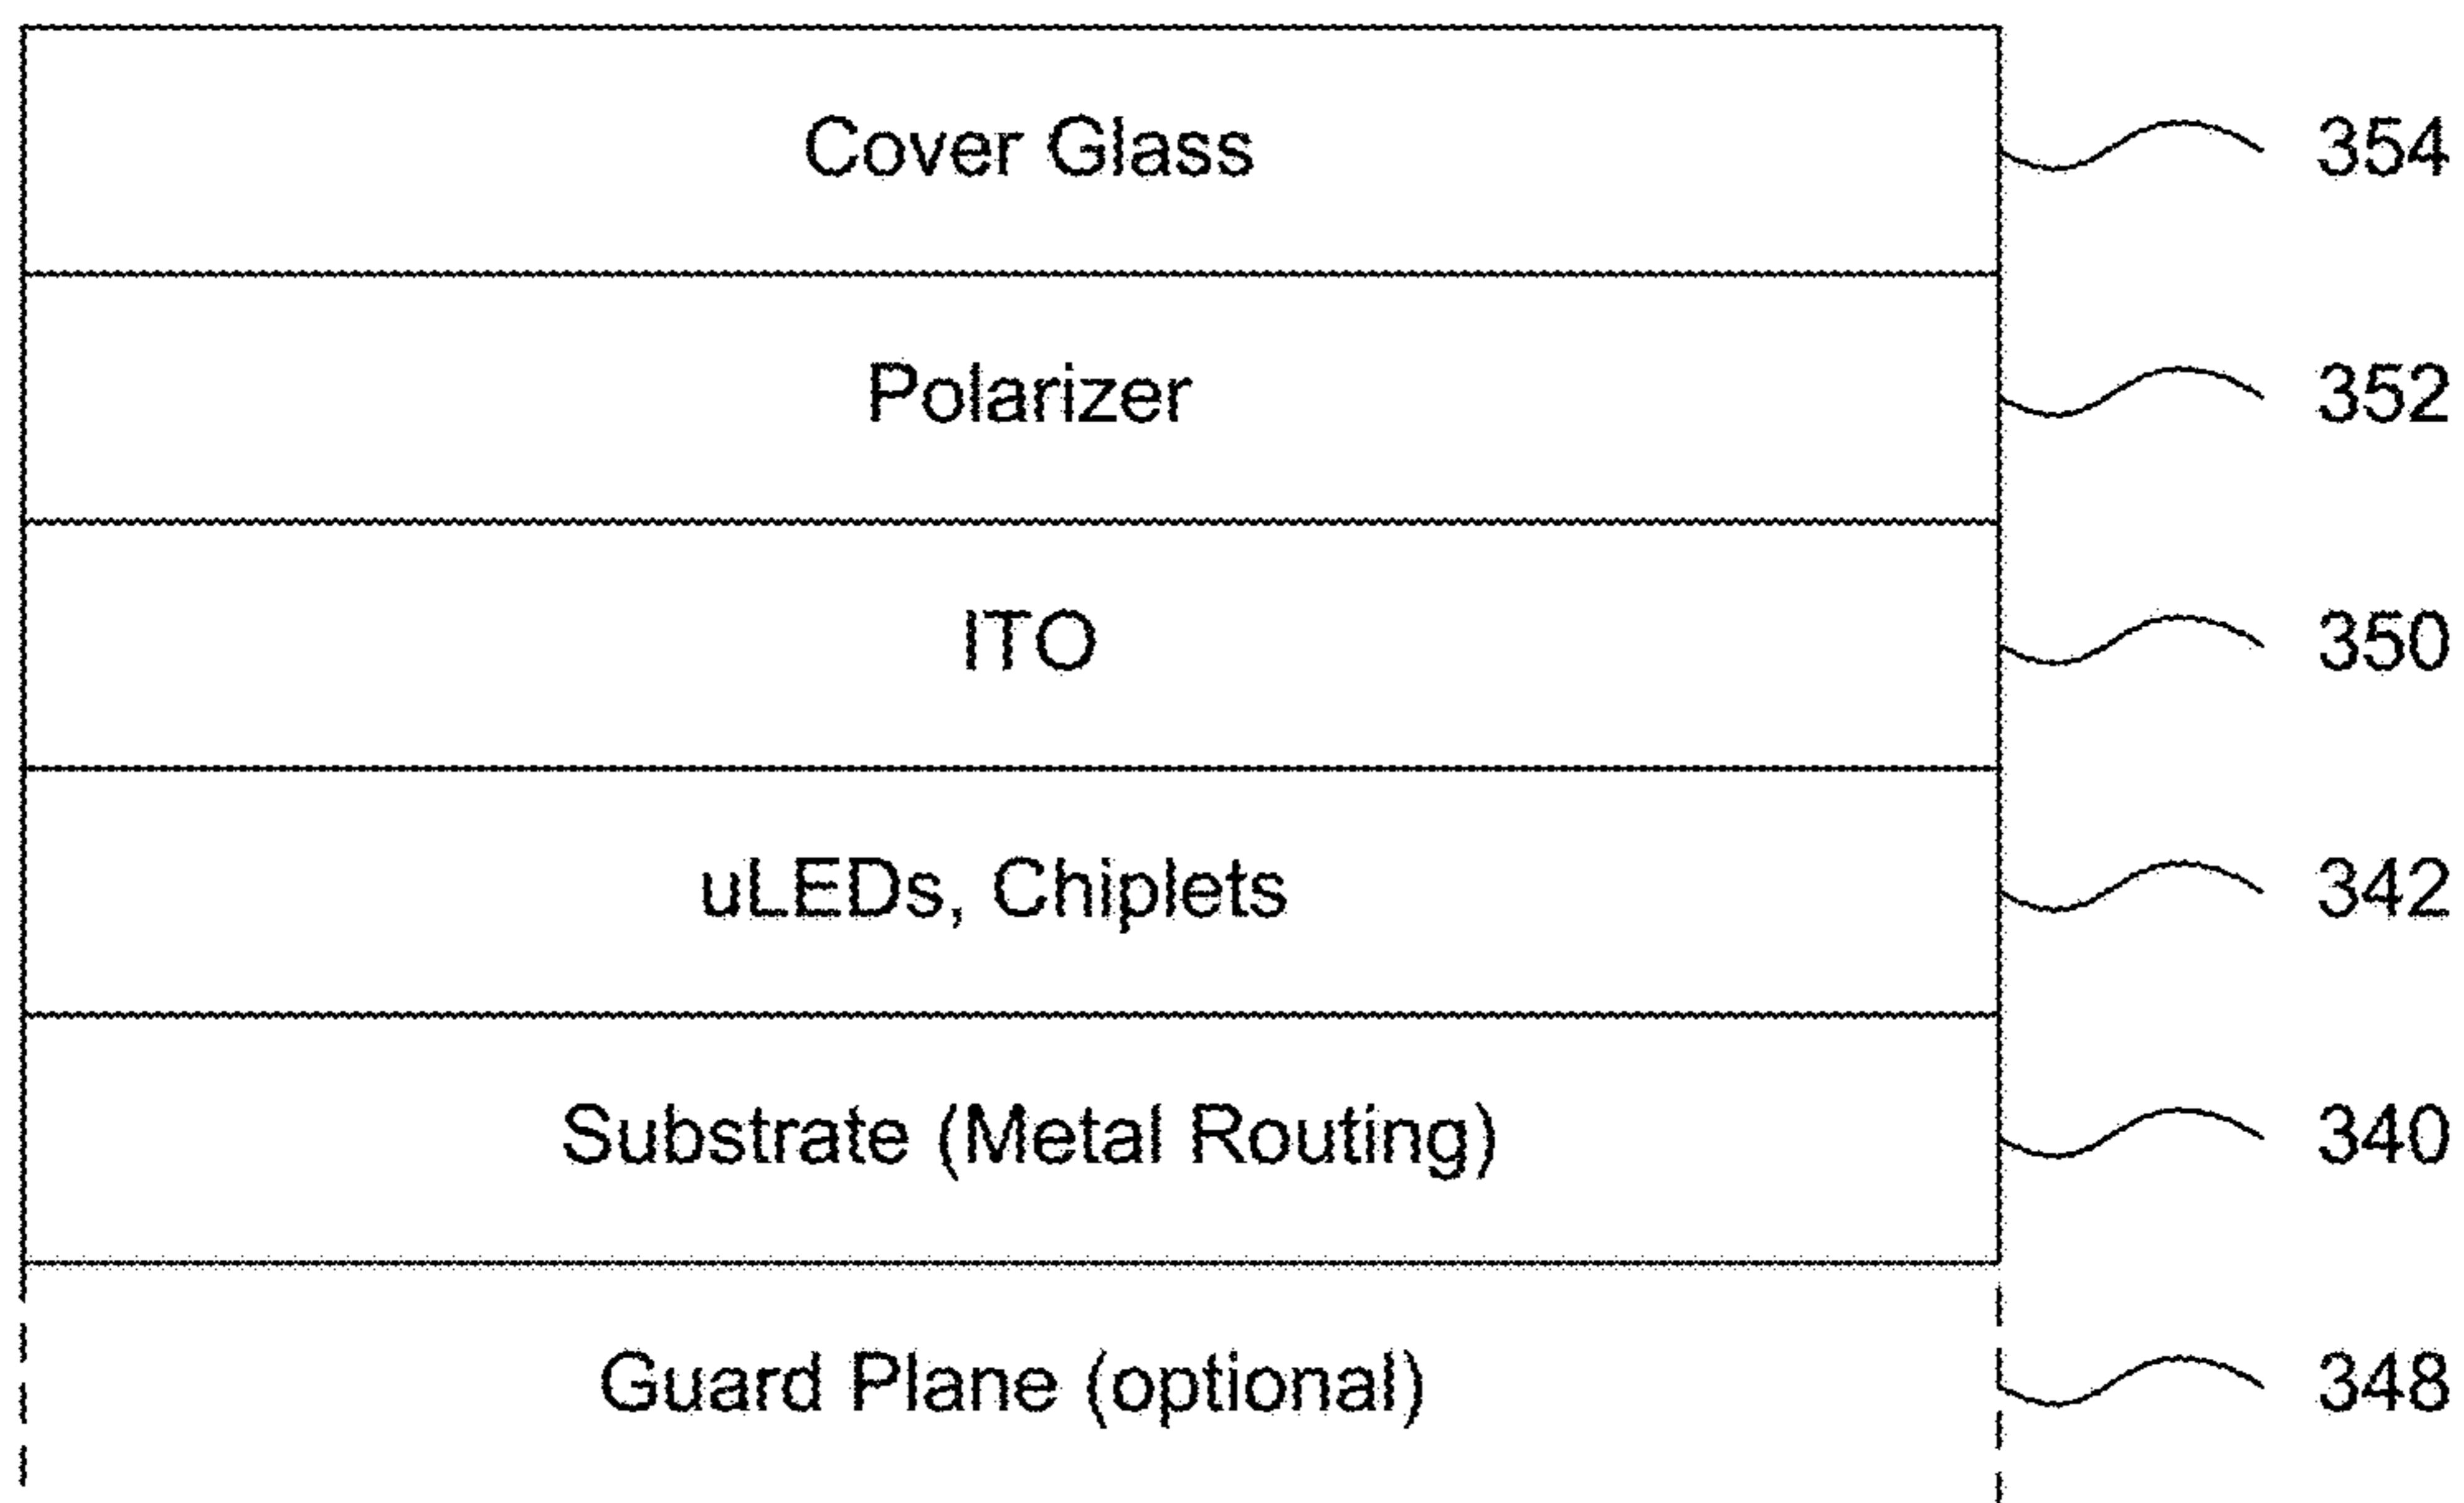 Cover Glass 354
Polarizer 352
ITO 350
uLEDs, Chiplets 342
Substrate (Metal Routing) 340
Guard Plane (optional) 348